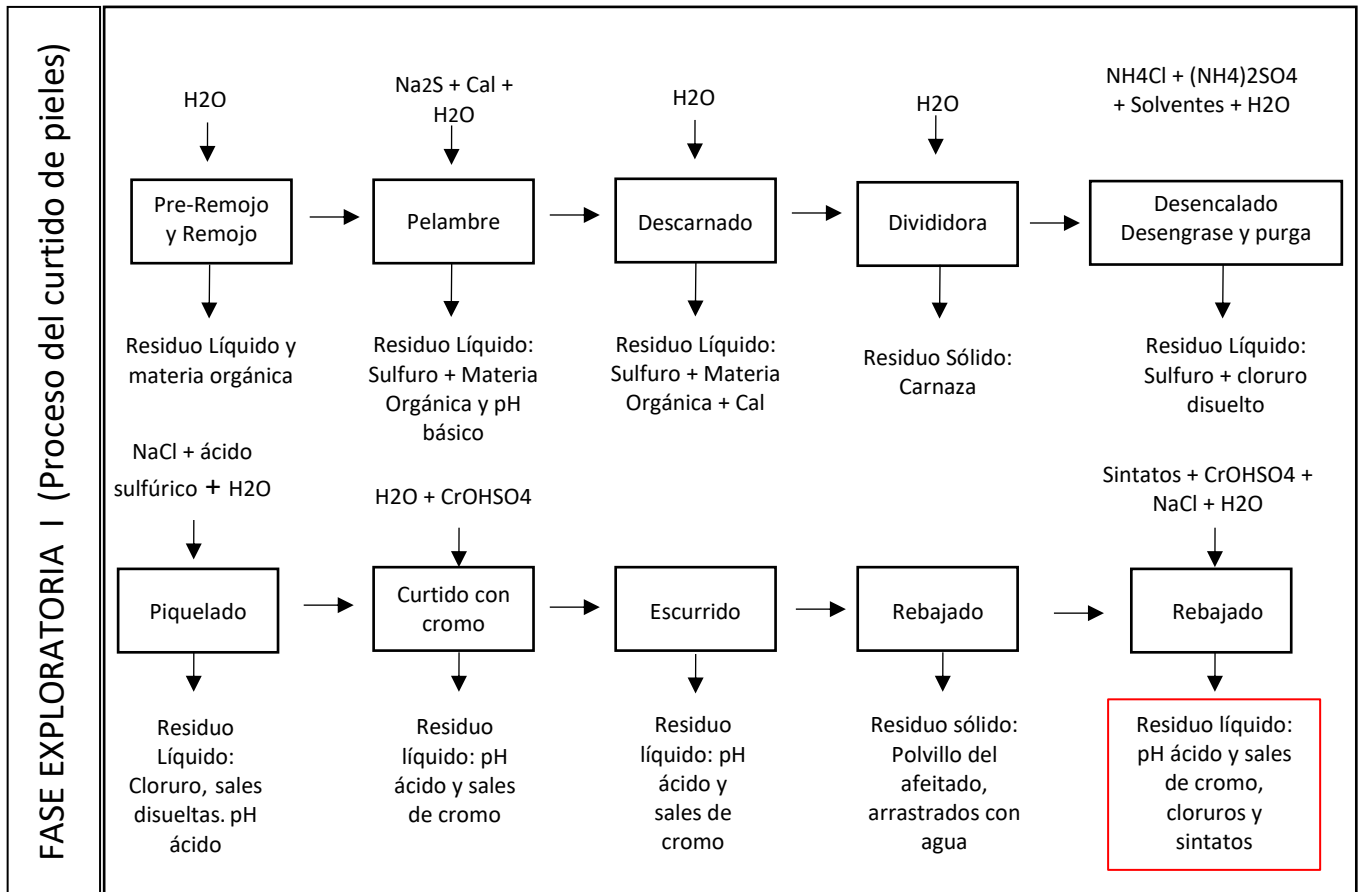 FASE EXPLORATORIA I (Proceso del curtido de pieles)
H2O
Na2S + Cal +
H2O
H2O
H2O
NH4Cl + (NH4)2SO4
+ Solventes + H2O
Pre-Remojo
y Remojo
Pelambre
Descarnado
Divididora
Desencalado
Desengrase y purga
Residuo Líquido y
materia orgánica
Residuo Líquido:
Sulfuro + Materia
Orgánica y pH
básico
Residuo Líquido:
Sulfuro + Materia
Orgánica + Cal
Residuo Sólido:
Carnaza
Residuo Líquido:
Sulfuro + cloruro
disuelto
NaCl + ácido
sulfúrico + H2O
H2O + CrOHSO4
Sintatos + CrOHSO4 +
NaCl + H2O
Piquelado
Curtido con
cromo
Escurrido
Rebajado
Rebajado
Residuo
Líquido:
Cloruro, sales
disueltas. pH
ácido
Residuo
líquido: pH
ácido y sales
de cromo
Residuo
líquido: pH
ácido y
sales de
cromo
Residuo sólido:
Polvillo del
afeitado,
arrastrados con
agua
Residuo líquido:
pH ácido y sales
de cromo,
cloruros y
sintatos